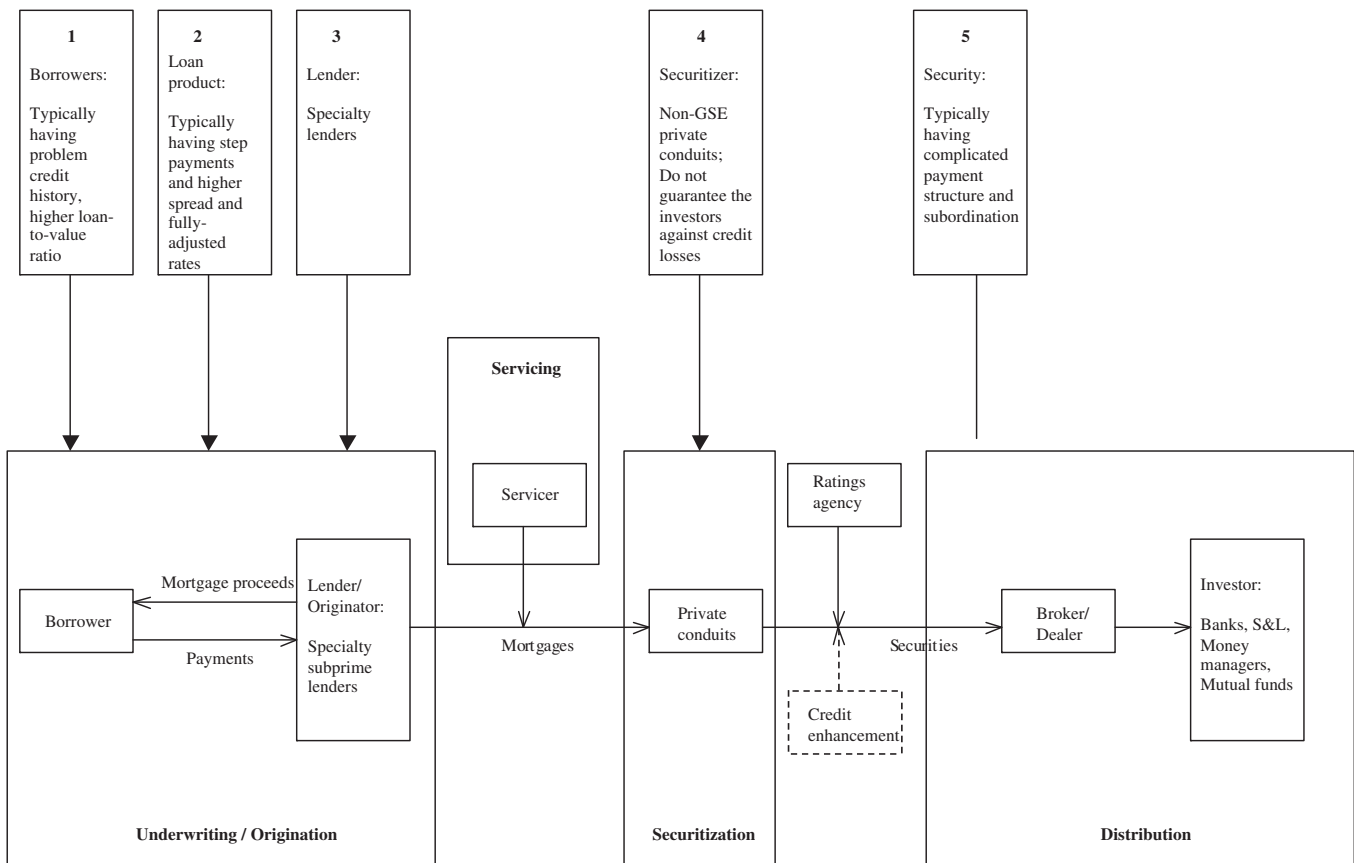 1
Borrowers:
Typically
having
problem
credit
history,
higher loan-
to-value
ratio
2
Loan
product:
Typically
having step
payments
and higher
spread and
fully-
adjusted
rates
3
Lender:
Specialty
lenders
4
Securitizer:
Non-GSE
private
conduits;
Do not
guarantee the
investors
against credit
losses
5
Security:
Typically
having
complicated
payment
structure and
subordination
Servicing
Servicer
Ratings
agency
Borrower
Mortgage proceeds
Payments
Lender/
Originator:
Specialty
subprime
lenders
Mortgages
Private
conduits
Credit
enhancement
Securities
Broker/
Dealer
Investor:
Banks, S&L,
Money
managers,
Mutual funds
Underwriting / Origination
Securitization
Distribution